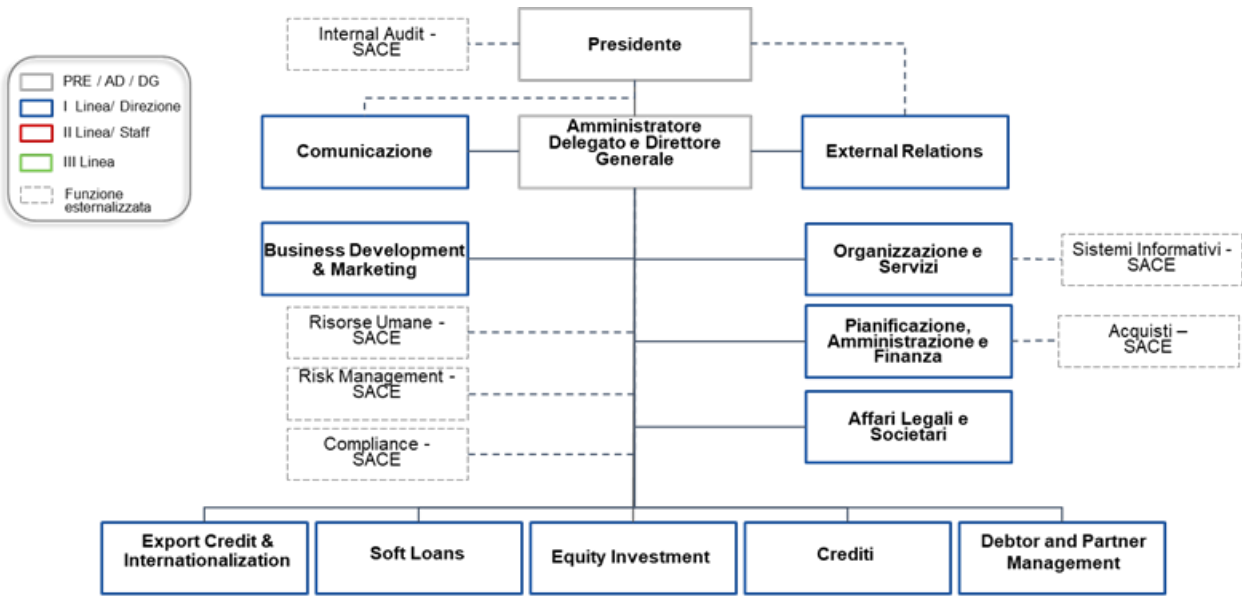 Internal Audit -
SACE
Presidente
PRE / AD / DG
I Linea/ Direzione
II Linea/ Staff
III Linea
Funzione
esternalizzata
Comunicazione
Amministratore
Delegato e Direttore
Generale
External Relations
Business Development
& Marketing
Organizzazione e
Servizi
Sistemi Informativi -
SACE
Risorse Umane –
SACE
Pianificazione,
Amministrazione e
Finanza
Acquisti –
SACE
Risk Management -
SACE
Affari Legali e
Societari
Compliance -
SACE
Export Credit &
Internationalization
Soft Loans
Equity Investment
Crediti
Debtor and Partner
Management